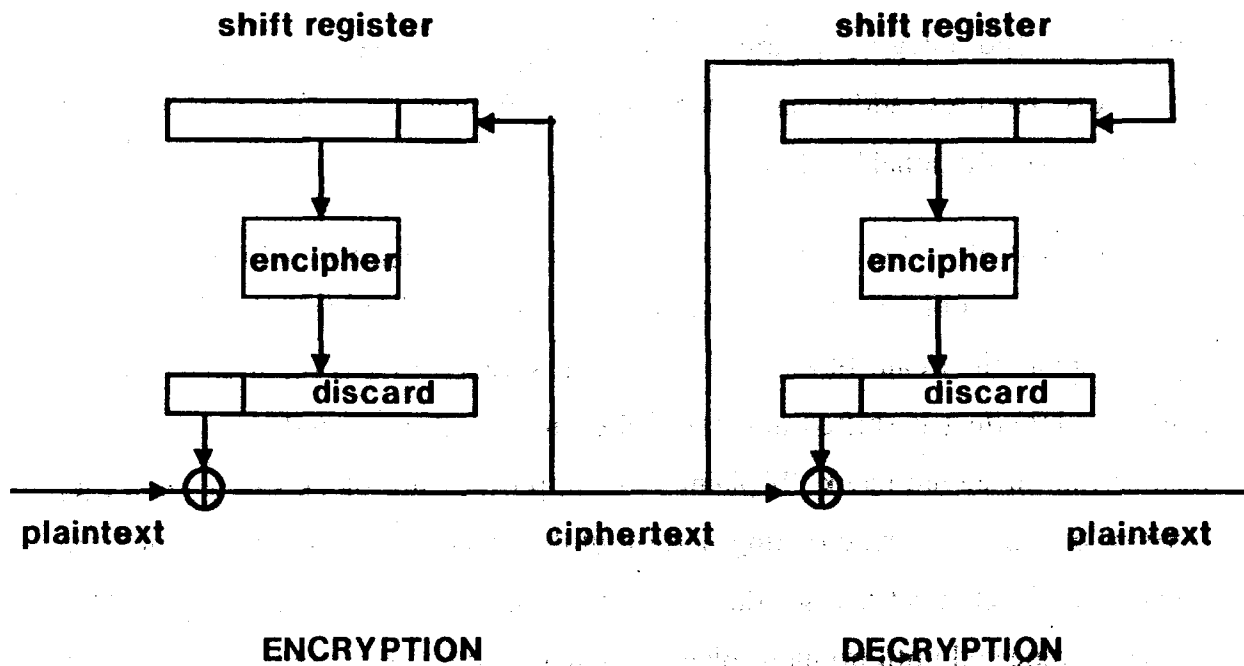 shift register
shift register
encipher
encipher
discard
discard
plaintext
ciphertext
plaintext
ENCRYPTION
DECRYPTION